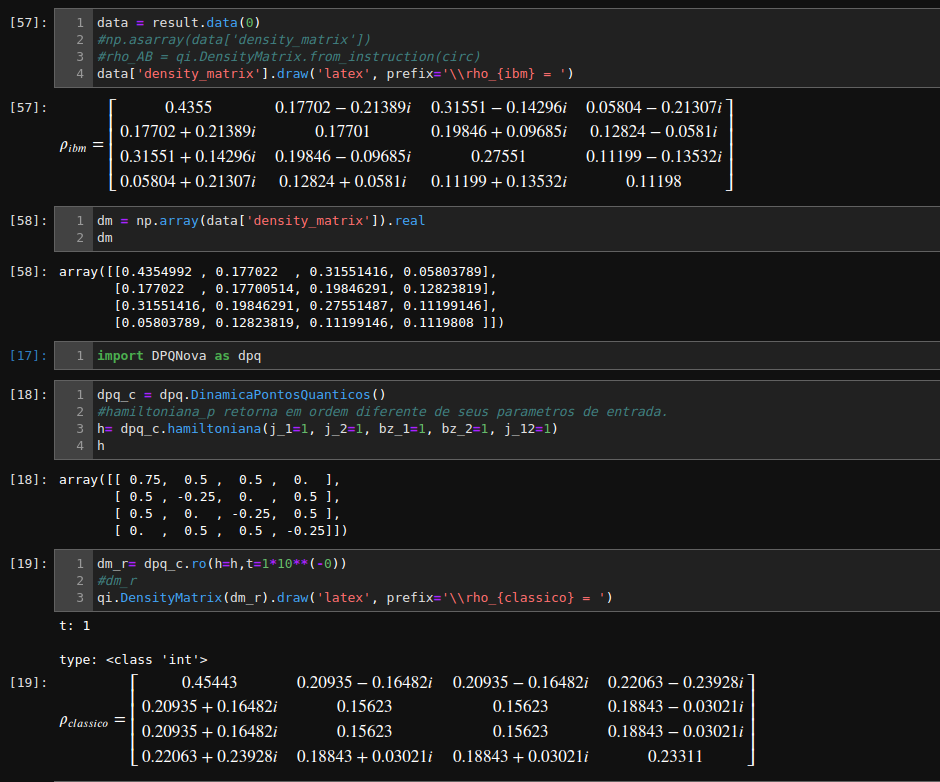 [57]: 1 data = result.data(0)
2 #np.asarray(data['density_matrix'])
3 #rho_AB = qi.DensityMatrix.from_instruction(circ)
4 data['density_matrix'].draw('latex', prefix='\\rho_{ibm} = ')
[57]:
0.4355 0.17702 − 0.21389i 0.31551 − 0.14296i 0.05804 − 0.21307i
0.17702 + 0.21389i 0.17701 0.19846 + 0.09685i 0.12824 − 0.0581i
ρibm =
0.31551 + 0.14296i 0.19846 − 0.09685i 0.27551 0.11199 − 0.13532i
0.05804 + 0.21307i 0.12824 + 0.0581i 0.11199 + 0.13532i 0.11198
[58]: 1 dm = np.array(data['density_matrix']).real
2 dm
[58]: array([[0.4354992 , 0.177022  , 0.31551416, 0.05803789],
[0.177022  , 0.17700514, 0.19846291, 0.12823819],
[0.31551416, 0.19846291, 0.27551487, 0.11199146],
[0.05803789, 0.12823819, 0.11199146, 0.1119808 ]])
[17]: 1 import DPQNova as dpq
[18]: 1 dpq_c = dpq.DinamicaPontosQuanticos()
2 #hamiltoniana_p retorna em ordem diferente de seus parametros de entrada.
3 h= dpq_c.hamiltoniana(j_1=1, j_2=1, bz_1=1, bz_2=1, j_12=1)
4 h
[18]: array([[ 0.75,  0.5 ,  0.5 ,  0.  ],
[ 0.5 , -0.25,  0.  ,  0.5 ],
[ 0.5 ,  0.  , -0.25,  0.5 ],
[ 0.  ,  0.5 ,  0.5 , -0.25]])
[19]: 1 dm_r= dpq_c.ro(h=h,t=1*10**(-0))
2 #dm_r
3 qi.DensityMatrix(dm_r).draw('latex', prefix='\\rho_{classico} = ')
t: 1
type: <class 'int'>
[19]:
0.45443 0.20935 − 0.16482i 0.20935 − 0.16482i 0.22063 − 0.23928i
0.20935 + 0.16482i 0.15623 0.15623 0.18843 − 0.03021i
ρclassico =
0.20935 + 0.16482i 0.15623 0.15623 0.18843 − 0.03021i
0.22063 + 0.23928i 0.18843 + 0.03021i 0.18843 + 0.03021i 0.23311